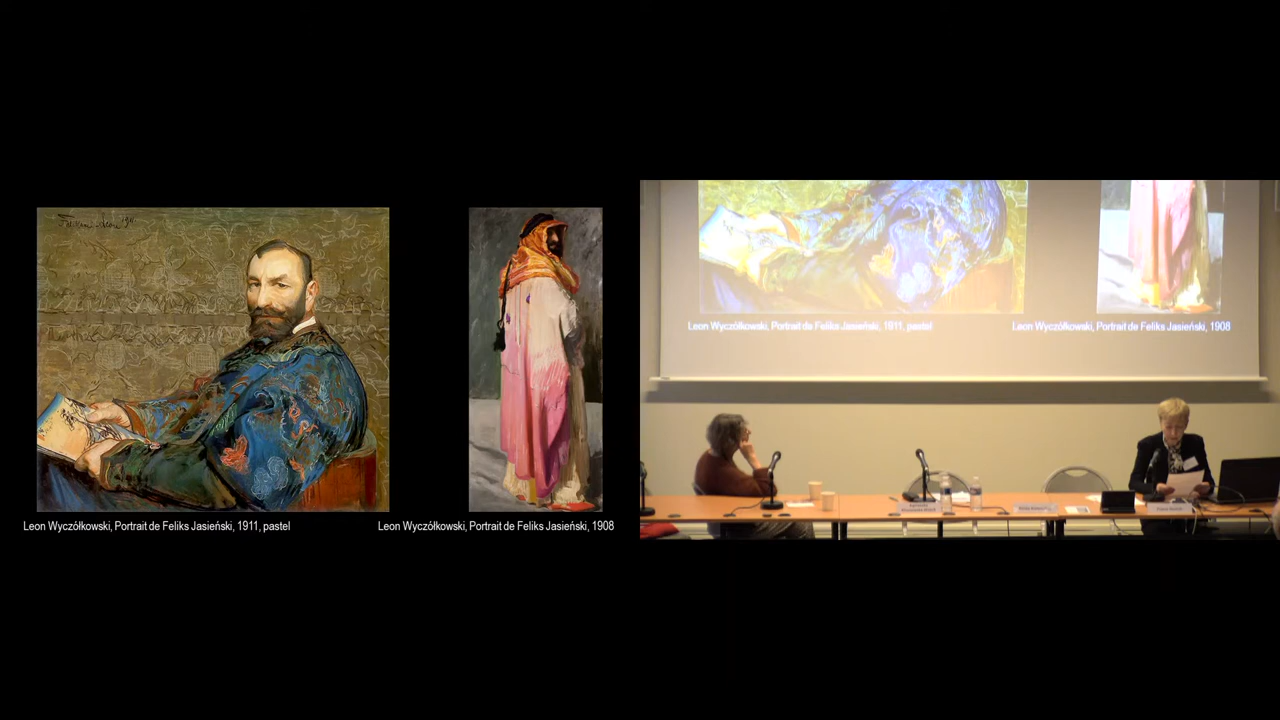 Leon Wyczółkowski, Portrait de Feliks Jasieński, 1911, pastel
Leon Wyczółkowski, Portrait de Feliks Jasieński, 1908
Leon Wyczółkowski, Portrait de Feliks Jasieński, 1911, pastel
Leon Wyczółkowski, Portrait de Feliks Jasieński, 1908